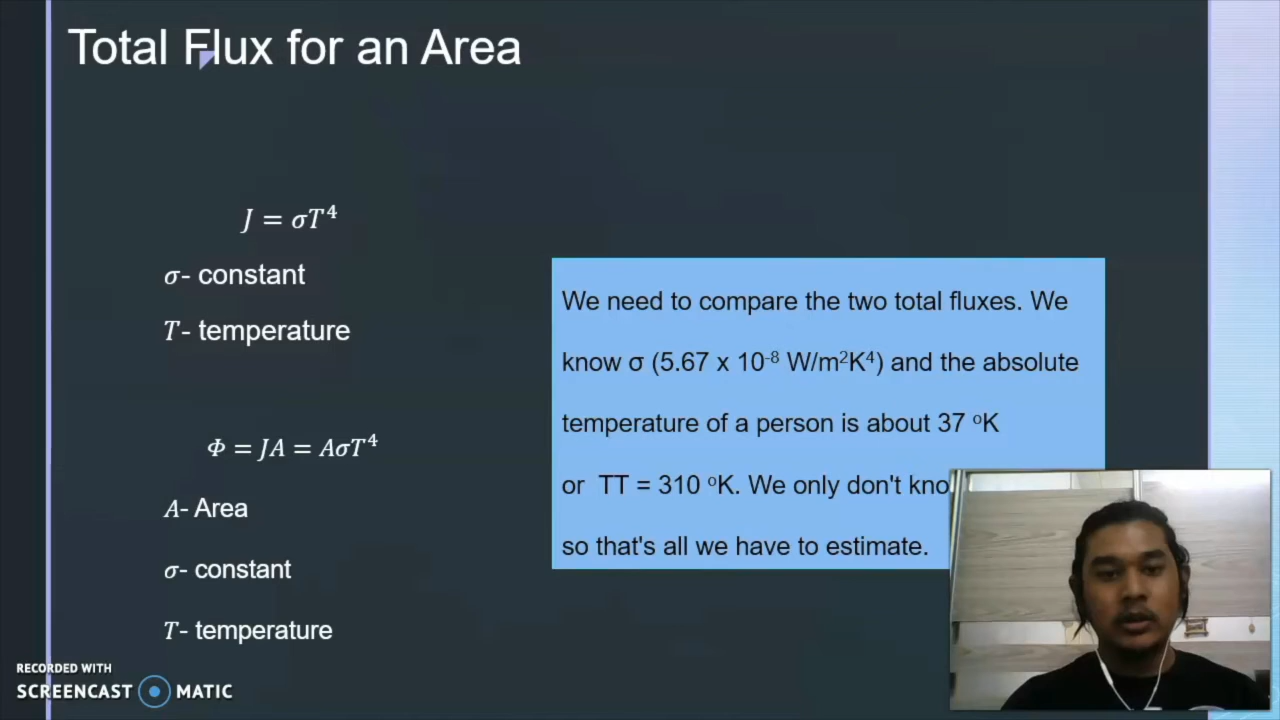 Total Flux for an Area
J = σT⁴
σ- constant
T- temperature
Φ = JA = AσT⁴
A- Area
σ- constant
T- temperature
We need to compare the two total fluxes. We
know σ (5.67 x 10⁻⁸ W/m²K⁴) and the absolute
temperature of a person is about 37 ᵒK
or TT = 310 ᵒK. We only don't
so that's all we have to estimate.
RECORDED WITH
SCREENCAST MATIC